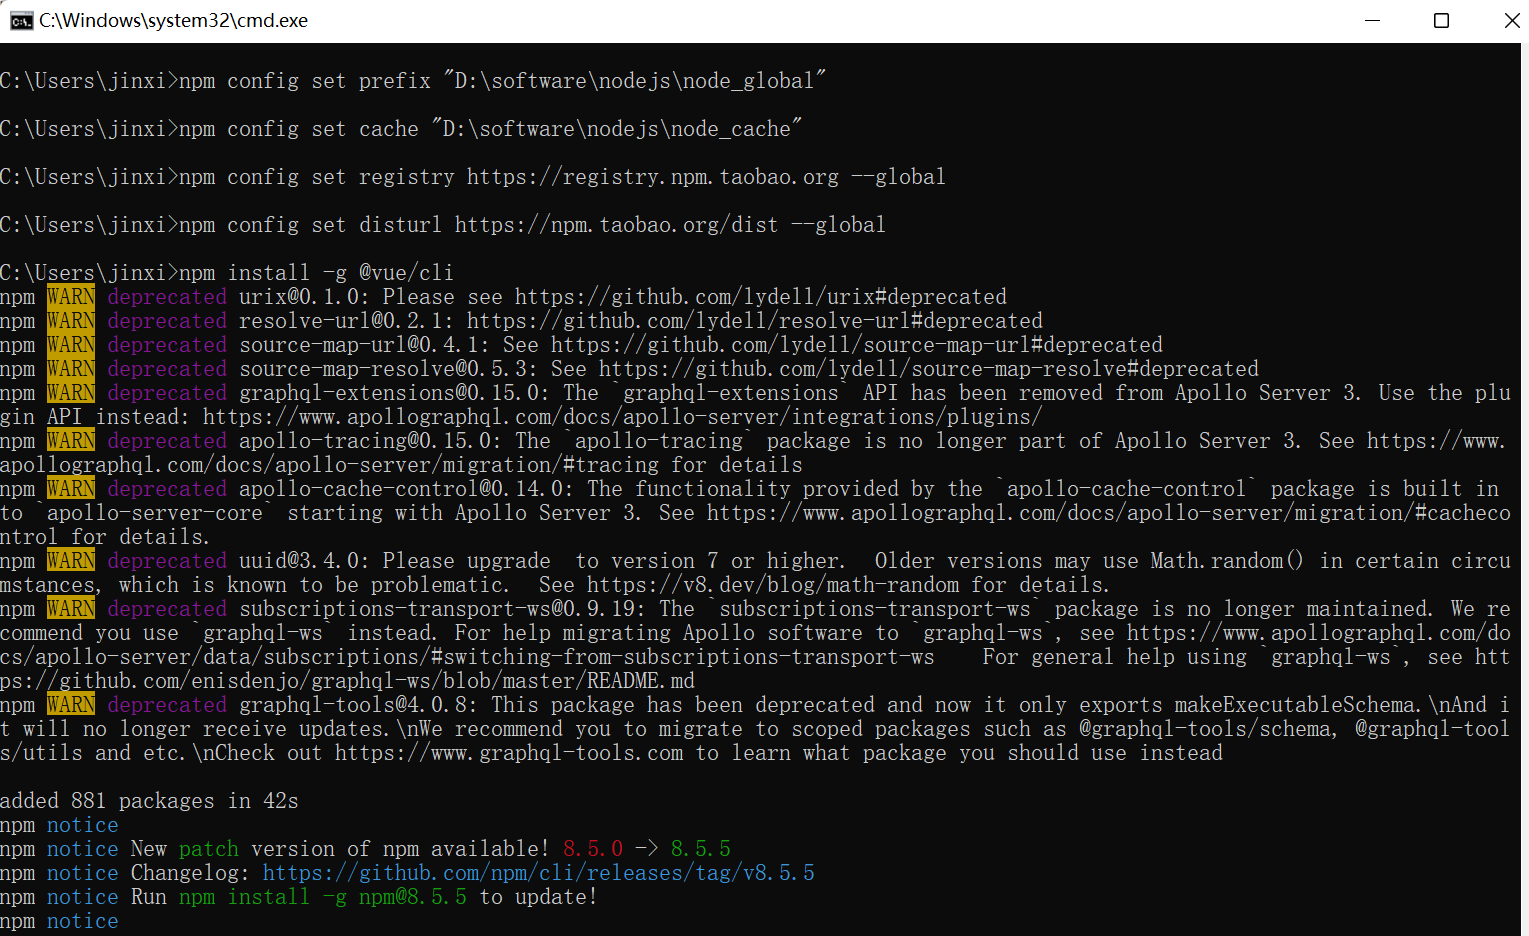 C:\Windows\system32\cmd.exe
C:\Users\jinxi>npm config set prefix "D:\software\nodejs\node_global"
C:\Users\jinxi>npm config set cache "D:\software\nodejs\node_cache"
C:\Users\jinxi>npm config set registry https://registry.npm.taobao.org --global
C:\Users\jinxi>npm config set disturl https://npm.taobao.org/dist --global
C:\Users\jinxi>npm install -g @vue/cli
npm WARN deprecated urix@0.1.0: Please see https://github.com/lydell/urix#deprecated
npm WARN deprecated resolve-url@0.2.1: https://github.com/lydell/resolve-url#deprecated
npm WARN deprecated source-map-url@0.4.1: See https://github.com/lydell/source-map-url#deprecated
npm WARN deprecated source-map-resolve@0.5.3: See https://github.com/lydell/source-map-resolve#deprecated
npm WARN deprecated graphql-extensions@0.15.0: The `graphql-extensions` API has been removed from Apollo Server 3. Use the plu
gin API instead: https://www.apollographql.com/docs/apollo-server/integrations/plugins/
npm WARN deprecated apollo-tracing@0.15.0: The `apollo-tracing` package is no longer part of Apollo Server 3. See https://www.
apollographql.com/docs/apollo-server/migration/#tracing for details
npm WARN deprecated apollo-cache-control@0.14.0: The functionality provided by the `apollo-cache-control` package is built in
to `apollo-server-core` starting with Apollo Server 3. See https://www.apollographql.com/docs/apollo-server/migration/#cacheco
ntrol for details.
npm WARN deprecated uuid@3.4.0: Please upgrade  to version 7 or higher.  Older versions may use Math.random() in certain circu
mstances, which is known to be problematic.  See https://v8.dev/blog/math-random for details.
npm WARN deprecated subscriptions-transport-ws@0.9.19: The `subscriptions-transport-ws` package is no longer maintained. We re
commend you use `graphql-ws` instead. For help migrating Apollo software to `graphql-ws`, see https://www.apollographql.com/do
cs/apollo-server/data/subscriptions/#switching-from-subscriptions-transport-ws    For general help using `graphql-ws`, see htt
ps://github.com/enisdenjo/graphql-ws/blob/master/README.md
npm WARN deprecated graphql-tools@4.0.8: This package has been deprecated and now it only exports makeExecutableSchema.\nAnd i
t will no longer receive updates.\nWe recommend you to migrate to scoped packages such as @graphql-tools/schema, @graphql-tool
s/utils and etc.\nCheck out https://www.graphql-tools.com to learn what package you should use instead
added 881 packages in 42s
npm notice
npm notice New patch version of npm available! 8.5.0 -> 8.5.5
npm notice Changelog: https://github.com/npm/cli/releases/tag/v8.5.5
npm notice Run npm install -g npm@8.5.5 to update!
npm notice